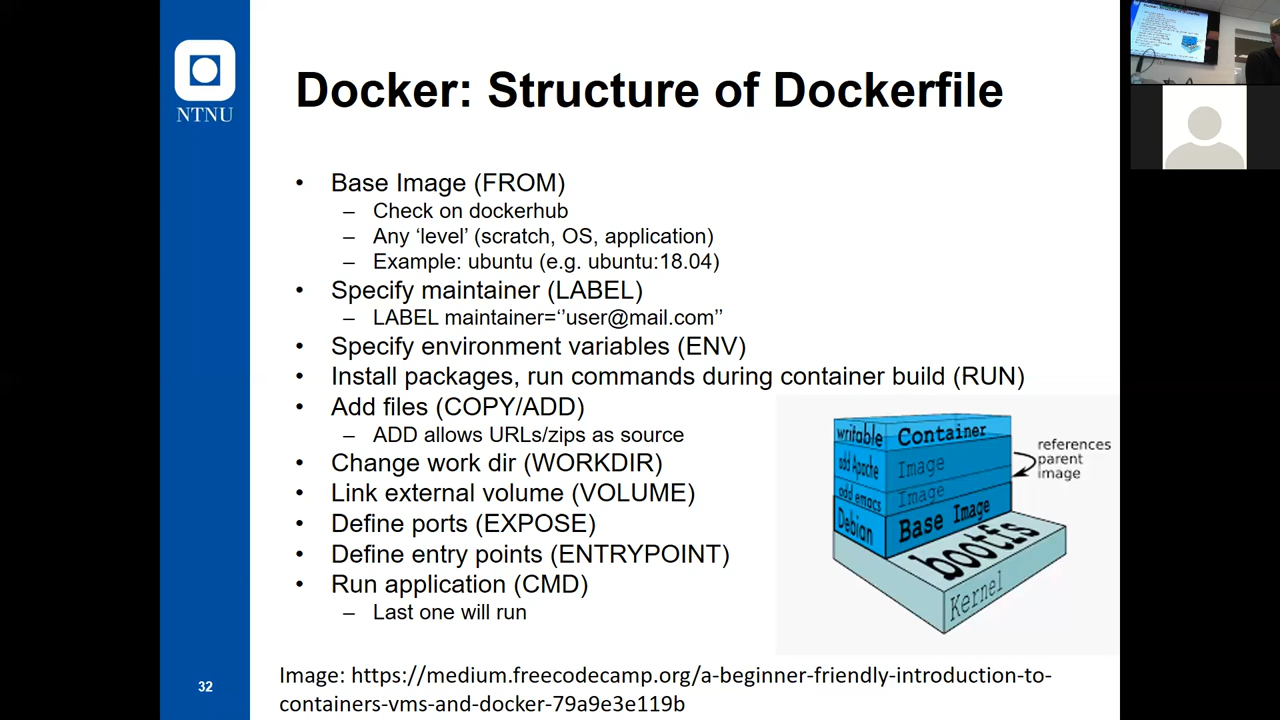 Docker: Structure of Dockerfile
NTNU
• Base Image (FROM)
– Check on dockerhub
– Any ‘level’ (scratch, OS, application)
– Example: ubuntu (e.g. ubuntu:18.04)
• Specify maintainer (LABEL)
– LABEL maintainer=‘’user@mail.com’’
• Specify environment variables (ENV)
• Install packages, run commands during container build (RUN)
• Add files (COPY/ADD)
– ADD allows URLs/zips as source
• Change work dir (WORKDIR)
• Link external volume (VOLUME)
• Define ports (EXPOSE)
• Define entry points (ENTRYPOINT)
• Run application (CMD)
– Last one will run
writable Container
add Apache Image
add emacs Image
Debian Base Image
bootfs
Kernel
references
parent
image
Image: https://medium.freecodecamp.org/a-beginner-friendly-introduction-to-
containers-vms-and-docker-79a9e3e119b
32